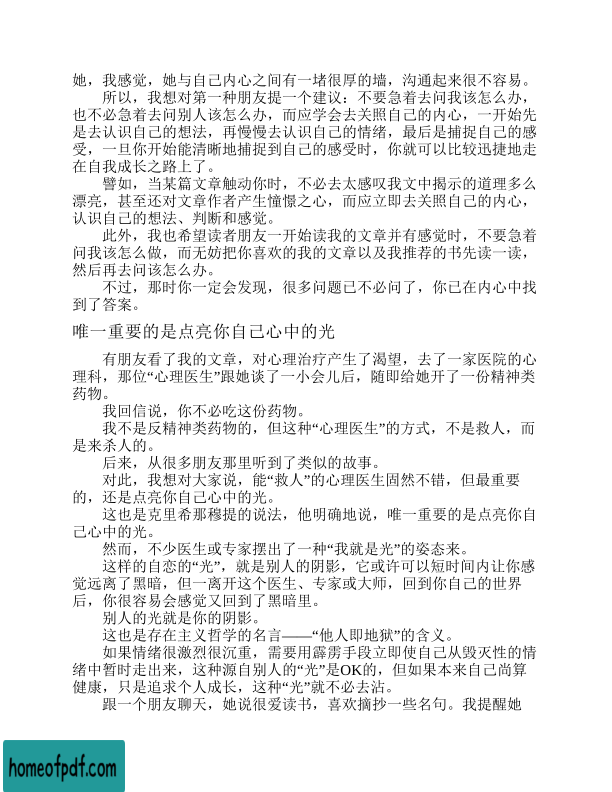 她，我感觉，她与自己内心之间有一堵很厚的墙，沟通起来很不容易。
所以，我想对第一种朋友提一个建议：不要急着去问我该怎么办，
也不必急着去问别人该怎么办，而应学会去关照自己的内心，一开始先
是去认识自己的想法，再慢慢去认识自己的情绪，最后是捕捉自己的感
受，一旦你开始能清晰地捕捉到自己的感受时，你就可以比较迅捷地走
在自我成长之路上了。
譬如，当某篇文章触动你时，不必去太感叹我文中揭示的道理多么
漂亮，甚至还对文章作者产生憧憬之心，而应立即去关照自己的内心，
认识自己的想法、判断和感觉。
此外，我也希望读者朋友一开始读我的文章并有感觉时，不要急着
问我该怎么做，而无妨把你喜欢的我的文章以及我推荐的书先读一读，
然后再去问该怎么办。
不过，那时你一定会发现，很多问题已不必问了，你已在内心中找
到了答案。
唯一重要的是点亮你自己心中的光
有朋友看了我的文章，对心理治疗产生了渴望，去了一家医院的心
理科，那位“心理医生”跟她谈了一小会儿后，随即给她开了一份精神类
药物。
我回信说，你不必吃这份药物。
我不是反精神类药物的，但这种“心理医生”的方式，不是救人，而
是来杀人的。
后来，从很多朋友那里听到了类似的故事。
对此，我想对大家说，能“救人”的心理医生固然不错，但最重要
的，还是点亮你自己心中的光。
这也是克里希那穆提的说法，他明确地说，唯一重要的是点亮你自
己心中的光。
然而，不少医生或专家摆出了一种“我就是光”的姿态来。
这样的自恋的“光”，就是别人的阴影，它或许可以短时间内让你感
觉远离了黑暗，但一离开这个医生、专家或大师，回到你自己的世界
后，你很容易会感觉又回到了黑暗里。
别人的光就是你的阴影。
这也是存在主义哲学的名言——“他人即地狱”的含义。
如果情绪很激烈很沉重，需要用霹雳手段立即使自己从毁灭性的情
绪中暂时走出来，这种源自别人的“光”是OK的，但如果本来自己尚算
健康，只是追求个人成长，这种“光”就不必去沾。
跟一个朋友聊天，她说很爱读书，喜欢摘抄一些名句。我提醒她
homeofpdf.com